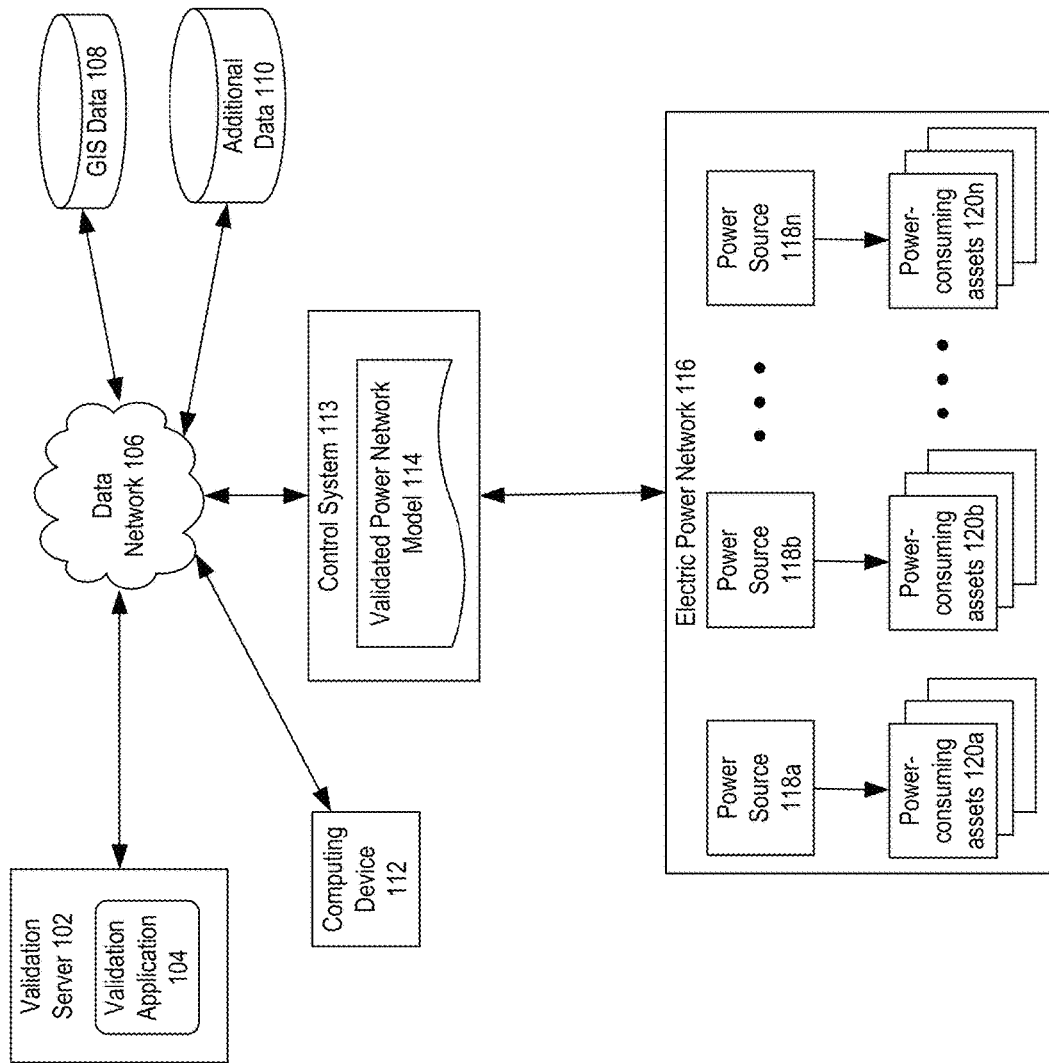 Validation
Server 102
Validation
Application
104
Data
Network 106
GIS Data 108
Additional
Data 110
Computing
Device
112
Control System 113
Validated Power Network
Model 114
Electric Power Network 116
Power
Source
118a
Power
Source
118b
Power
Source
118n
Power-
consuming
assets 120a
Power-
consuming
assets 120b
Power-
consuming
assets 120n